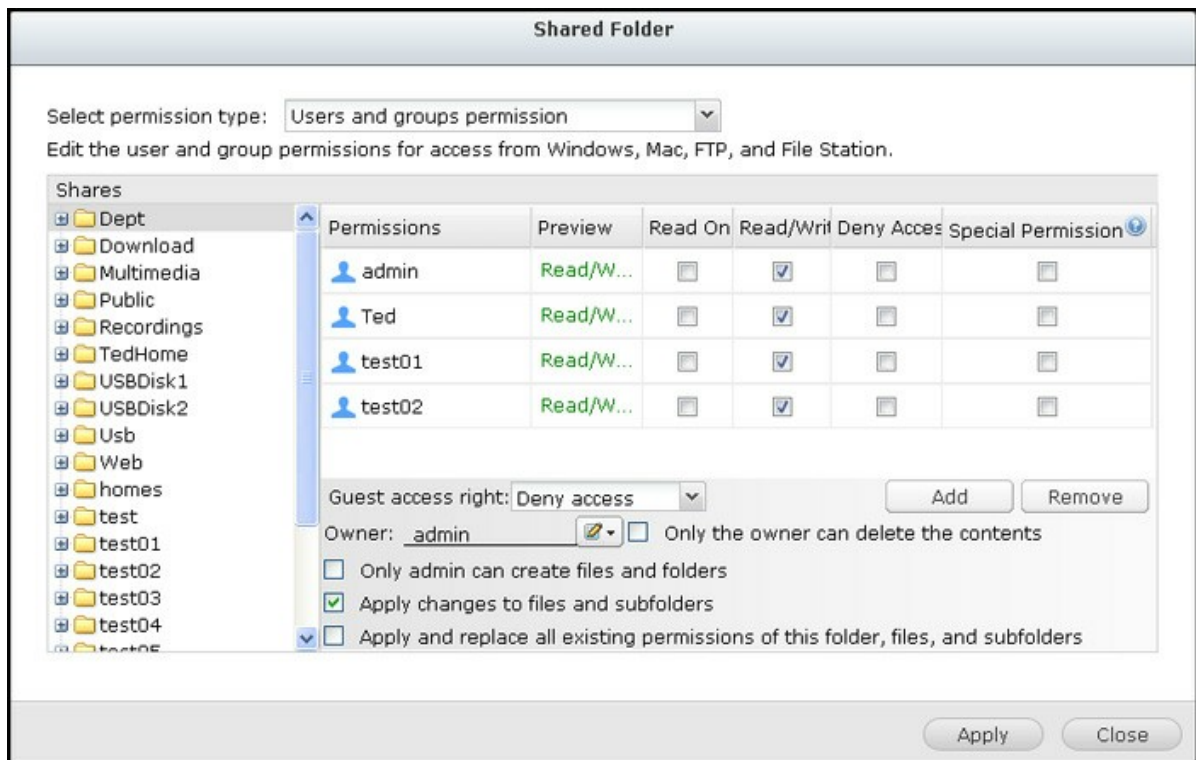 Shared Folder
Select permission type: Users and groups permission
Edit the user and group permissions for access from Windows, Mac, FTP, and File Station.
Shares
Dept
Download
Multimedia
Public
Recordings
TedHome
USBDisk1
USBDisk2
Usb
Web
homes
test
test01
test02
test03
test04
test05
Permissions Preview Read On Read/Writ Deny Acces Special Permission
admin Read/W...
Ted Read/W...
test01 Read/W...
test02 Read/W...
Guest access right: Deny access Add Remove
Owner: admin Only the owner can delete the contents
Only admin can create files and folders
Apply changes to files and subfolders
Apply and replace all existing permissions of this folder, files, and subfolders
Apply Close